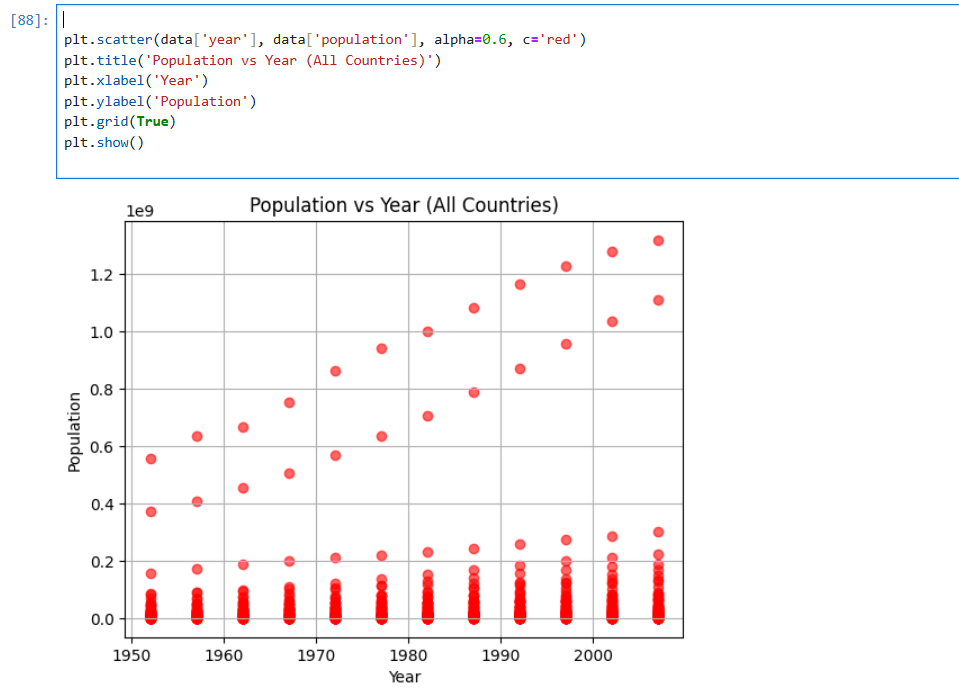 [88]:
plt.scatter(data['year'], data['population'], alpha=0.6, c='red')
plt.title('Population vs Year (All Countries)')
plt.xlabel('Year')
plt.ylabel('Population')
plt.grid(True)
plt.show()
Population vs Year (All Countries)
1e9
1.2
1.0
0.8
0.6
0.4
0.2
0.0
Population
1950 1960 1970 1980 1990 2000
Year